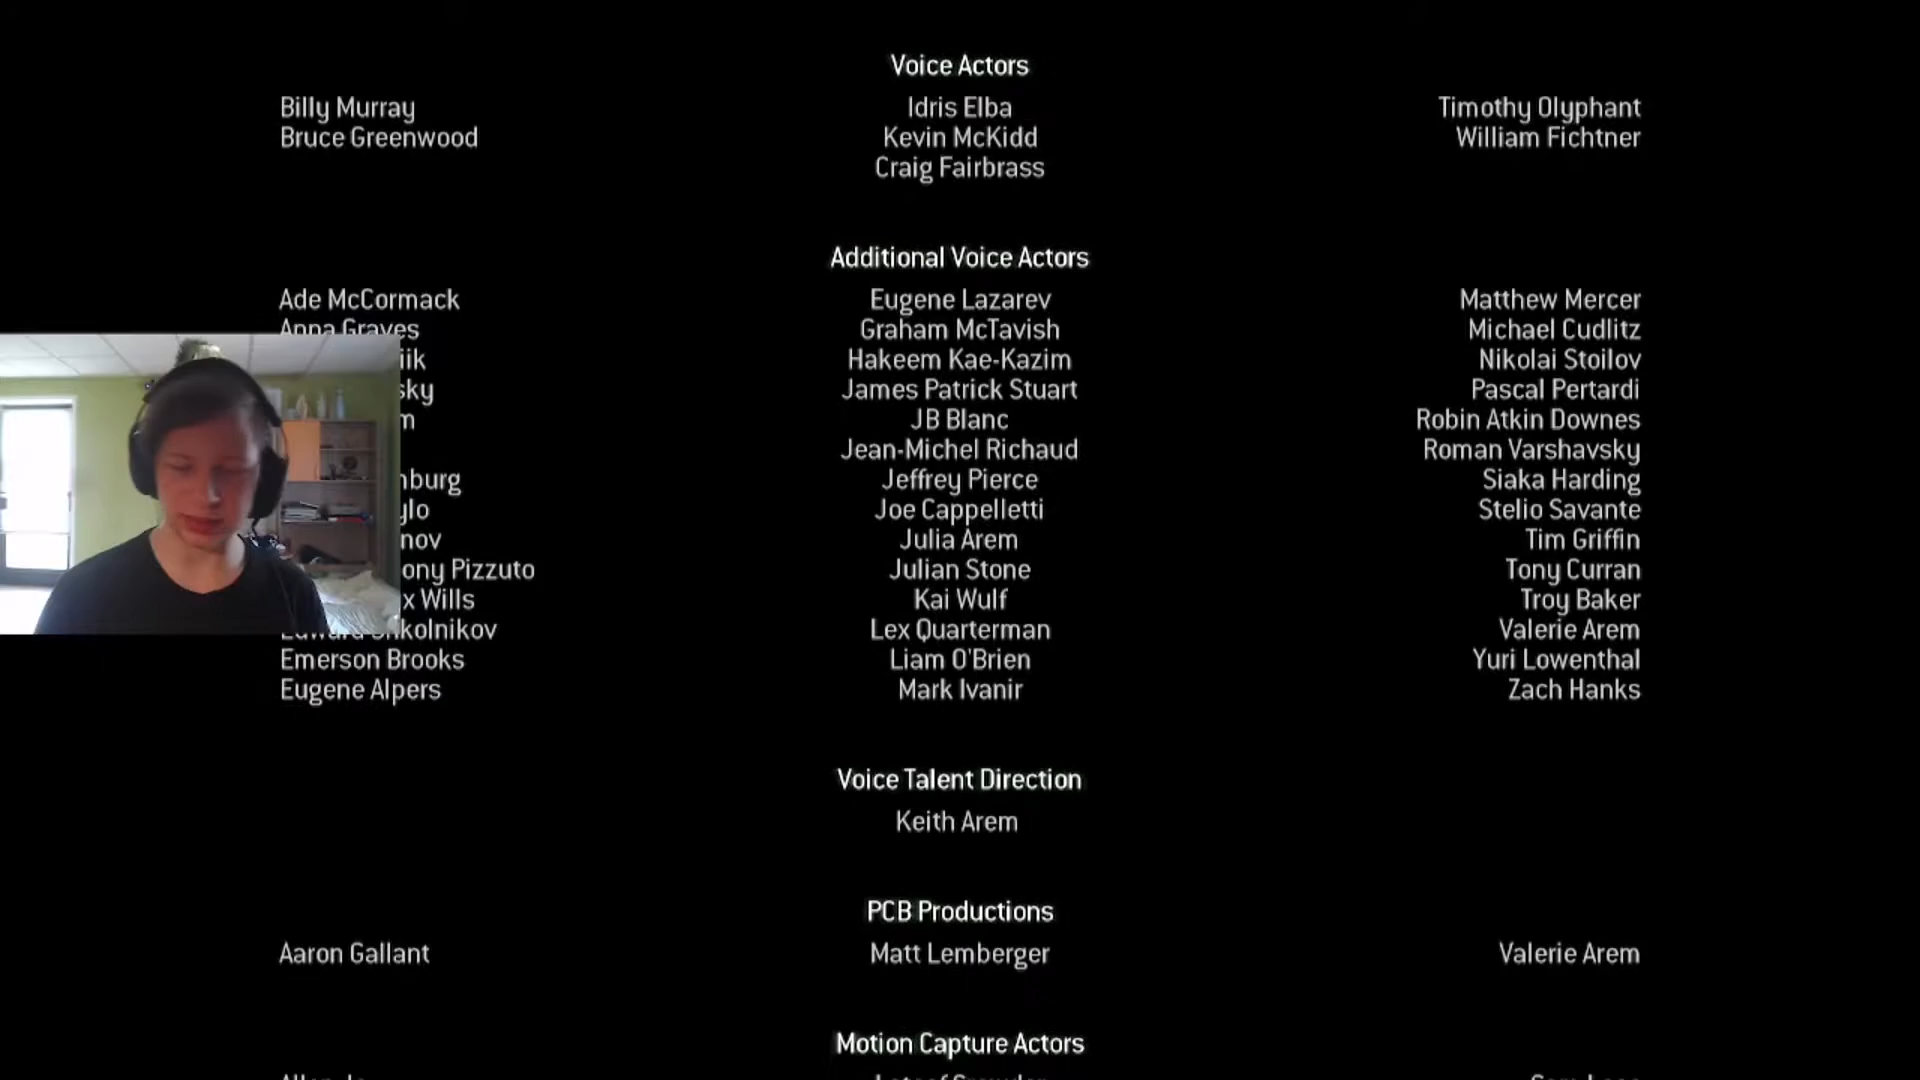 Voice Actors
Billy Murray Idris Elba Timothy Olyphant
Bruce Greenwood Kevin McKidd William Fichtner
Craig Fairbrass
Additional Voice Actors
Ade McCormack Eugene Lazarev Matthew Mercer
Anna Graves Graham McTavish Michael Cudlitz
Hakeem Kae-Kazim Nikolai Stoilov
James Patrick Stuart Pascal Pertardi
JB Blanc Robin Atkin Downes
Jean-Michel Richaud Roman Varshavsky
Jeffrey Pierce Siaka Harding
Joe Cappelletti Stelio Savante
Julia Arem Tim Griffin
Pizzuto Julian Stone Tony Curran
Wills Kai Wulf Troy Baker
Lex Quarterman Valerie Arem
Emerson Brooks Liam O'Brien Yuri Lowenthal
Eugene Alpers Mark Ivanir Zach Hanks
Voice Talent Direction
Keith Arem
PCB Productions
Aaron Gallant Matt Lemberger Valerie Arem
Motion Capture Actors